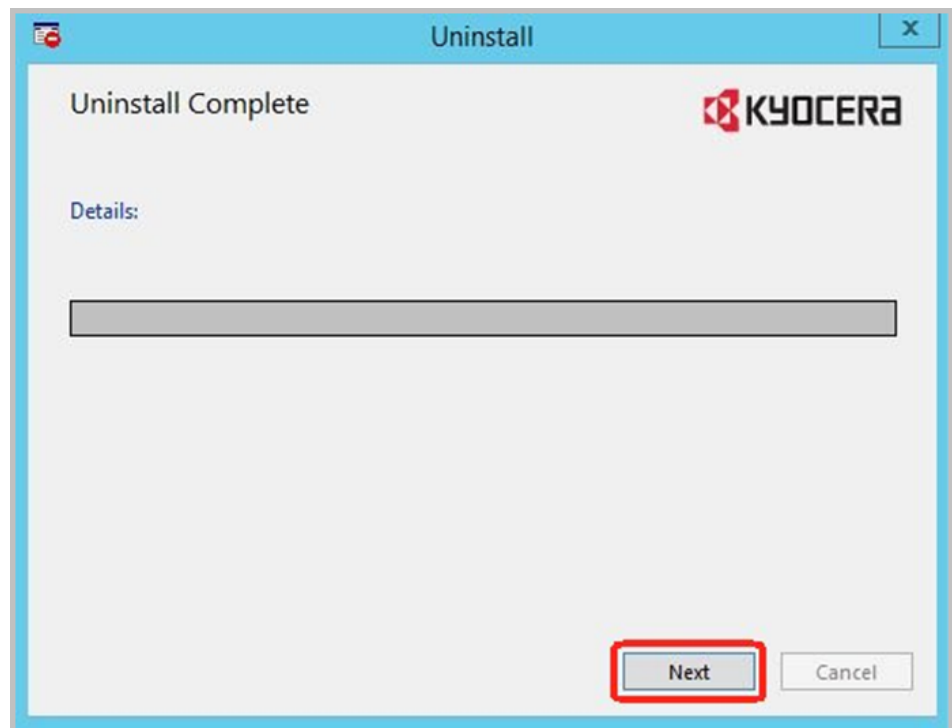 Uninstall
x
Uninstall Complete
KYOCERA
Details:
Next
Cancel